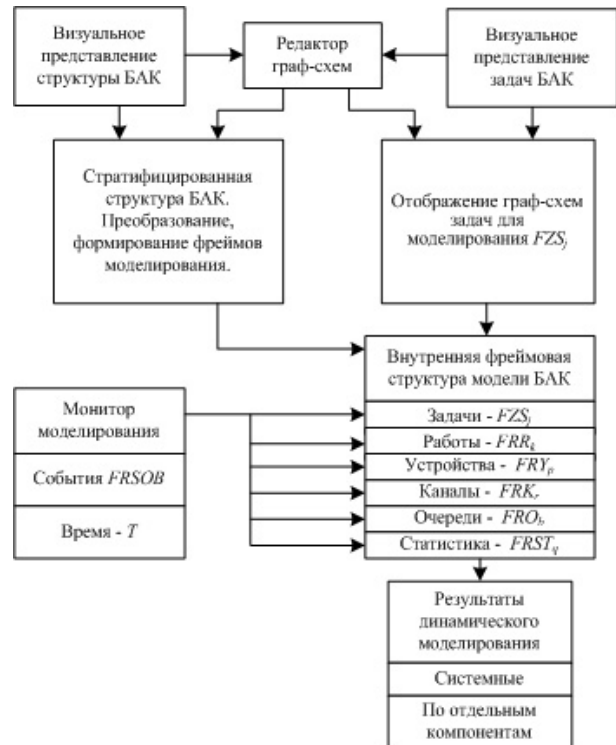 Визуальное
представление
структуры БАК
Редактор
граф-схем
Визуальное
представление
задач БАК
Стратифицированная
структура БАК.
Преобразование,
формирование фреймов
моделирования.
Отображение граф-схем
задач для
моделирования FZSj
Внутренняя фреймовая
структура модели БАК
Задачи - FZSj
Работы - FRRk
Устройства - FRYp
Каналы - FRKr
Очереди - FROh
Статистика - FRSTq
Монитор
моделирования
События FRSOB
Время - T
Результаты
динамического
моделирования
Системные
По отдельным
компонентам